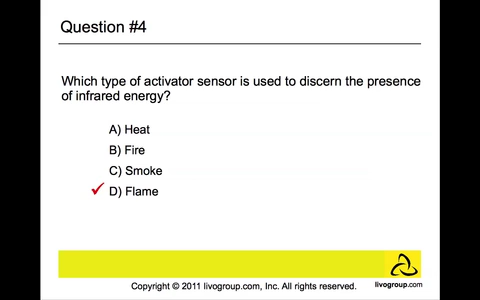 Question #4
Which type of activator sensor is used to discern the presence
of infrared energy?
A) Heat
B) Fire
C) Smoke
D) Flame
livogroup.com
Copyright © 2011 livogroup.com, Inc. All rights reserved.